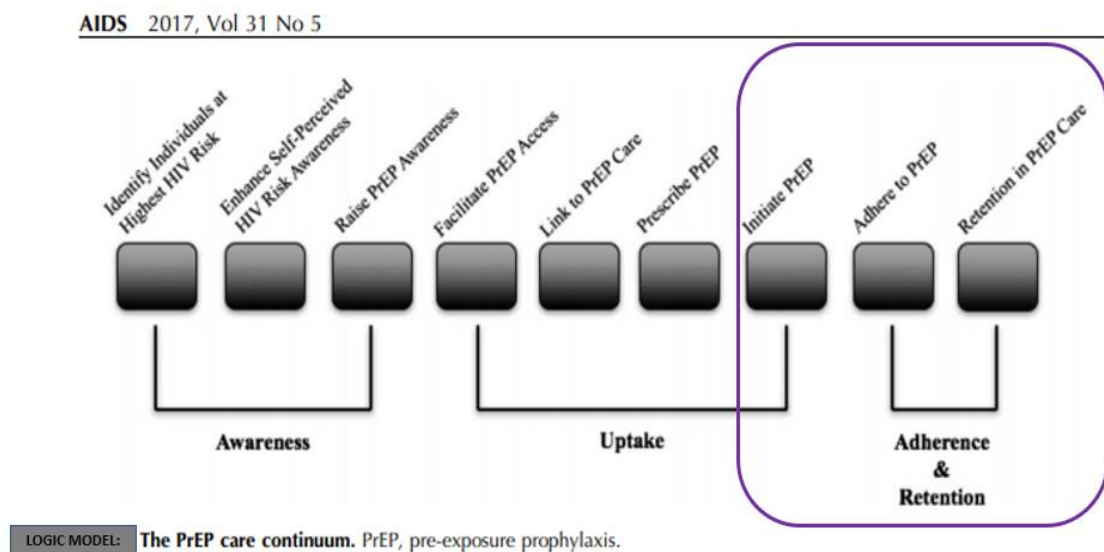 AIDS 2017, Vol 31 No 5
Identify Individuals at
Highest HIV Risk
Enhance Self-Perceived
HIV Risk Awareness
Raise PrEP Awareness
Facilitate PrEP Access
Link to PrEP Care
Prescribe PrEP
Initiate PrEP
Adhere to PrEP
Retention in PrEP Care
Awareness
Uptake
Adherence
&
Retention
LOGIC MODEL: The PrEP care continuum. PrEP, pre-exposure prophylaxis.